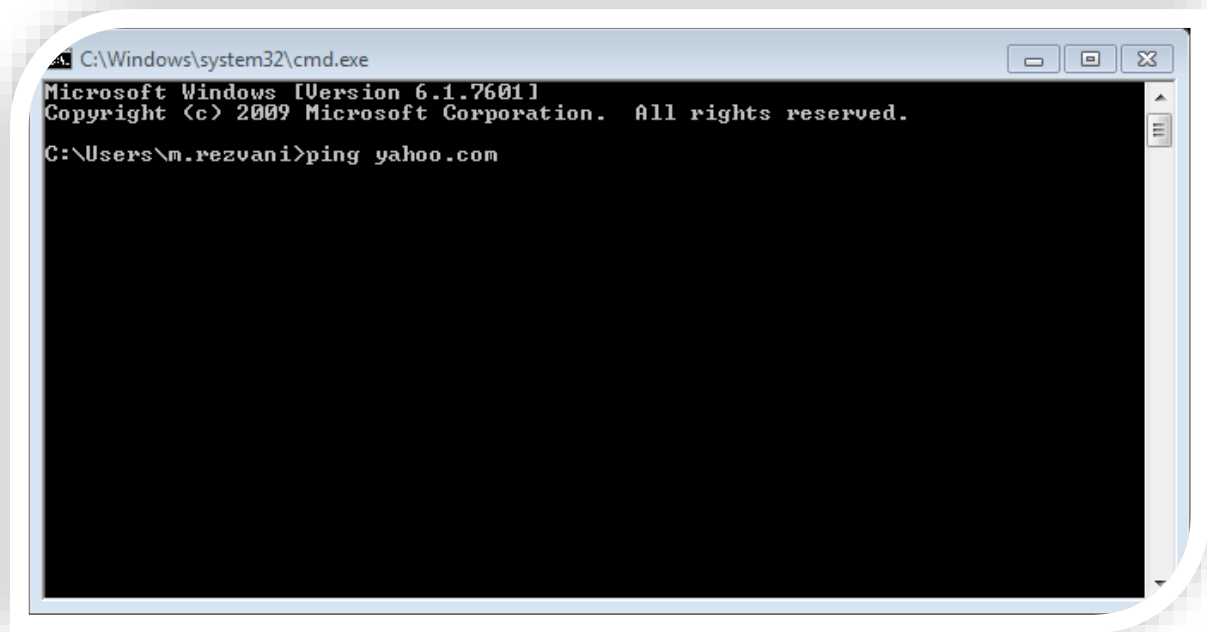 C:\Windows\system32\cmd.exe
Microsoft Windows [Version 6.1.7601]
Copyright (c) 2009 Microsoft Corporation.  All rights reserved.
C:\Users\m.rezvani>ping yahoo.com